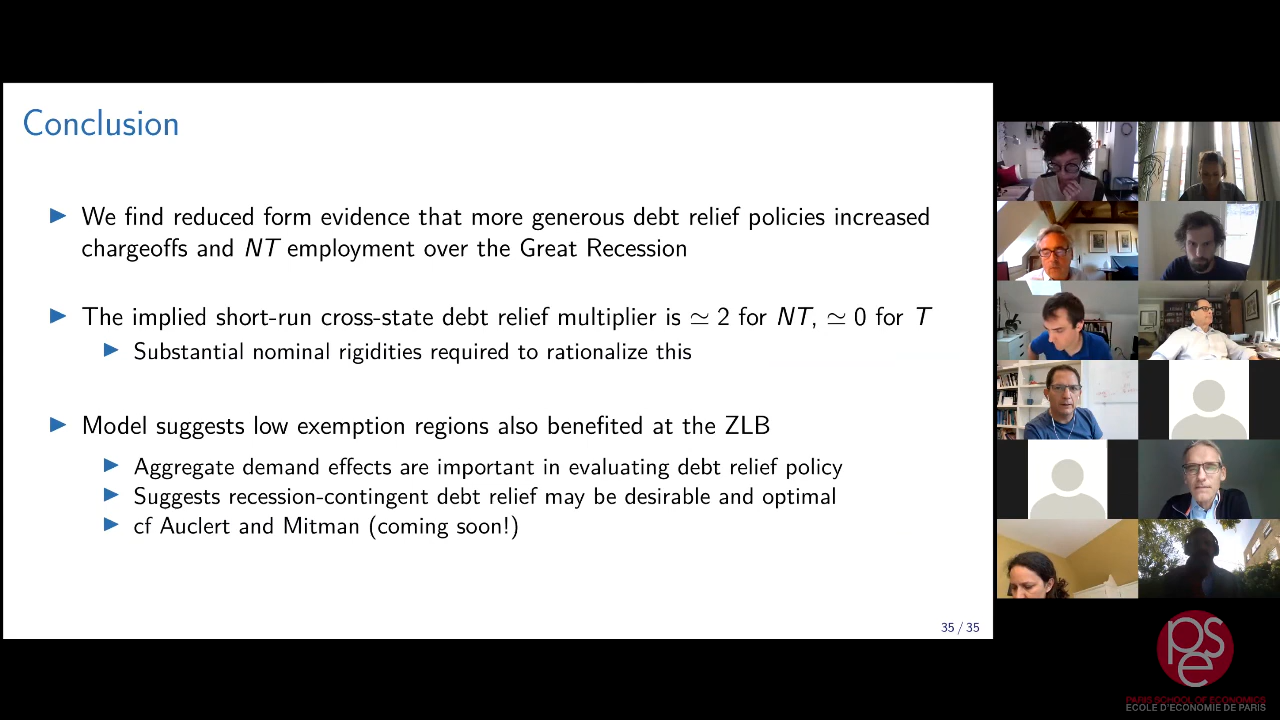 Conclusion
▶ We find reduced form evidence that more generous debt relief policies increased
chargeoffs and NT employment over the Great Recession
▶ The implied short-run cross-state debt relief multiplier is ≃ 2 for NT, ≃ 0 for T
▶ Substantial nominal rigidities required to rationalize this
▶ Model suggests low exemption regions also benefited at the ZLB
▶ Aggregate demand effects are important in evaluating debt relief policy
▶ Suggests recession-contingent debt relief may be desirable and optimal
▶ cf Auclert and Mitman (coming soon!)
35 / 35
pse
PARIS SCHOOL OF ECONOMICS
ECOLE D'ECONOMIE DE PARIS